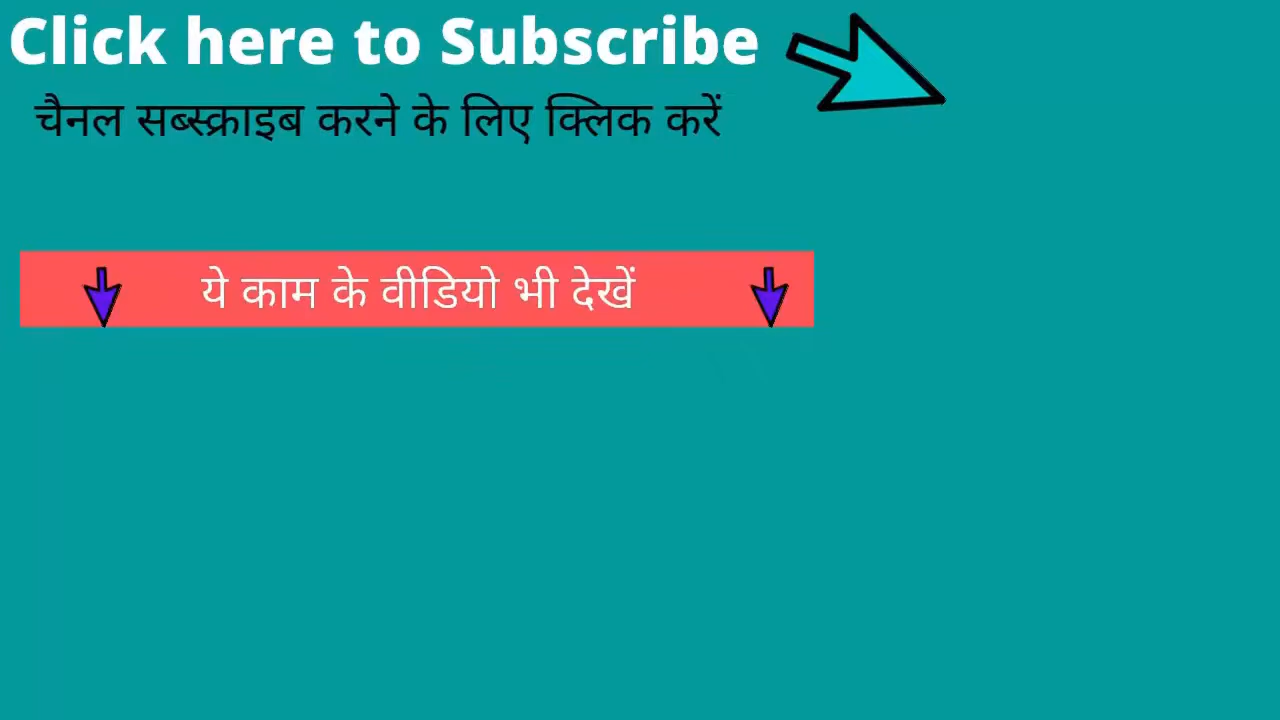 Click here to Subscribe
चैनल सब्स्क्राइब करने के लिए क्लिक करें
ये काम के वीडियो भी देखें